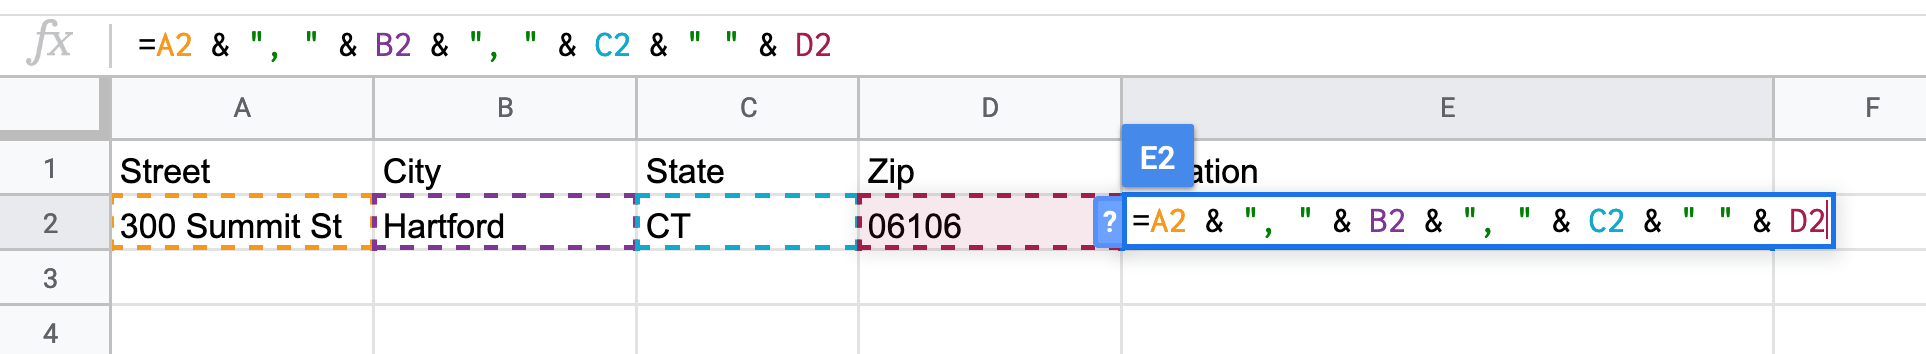 fx =A2 & ", " & B2 & ", " & C2 & " " & D2
A B C D E F
1 Street City State Zip ation
E2
2 300 Summit St Hartford CT 06106 ? =A2 & ", " & B2 & ", " & C2 & " " & D2
3
4